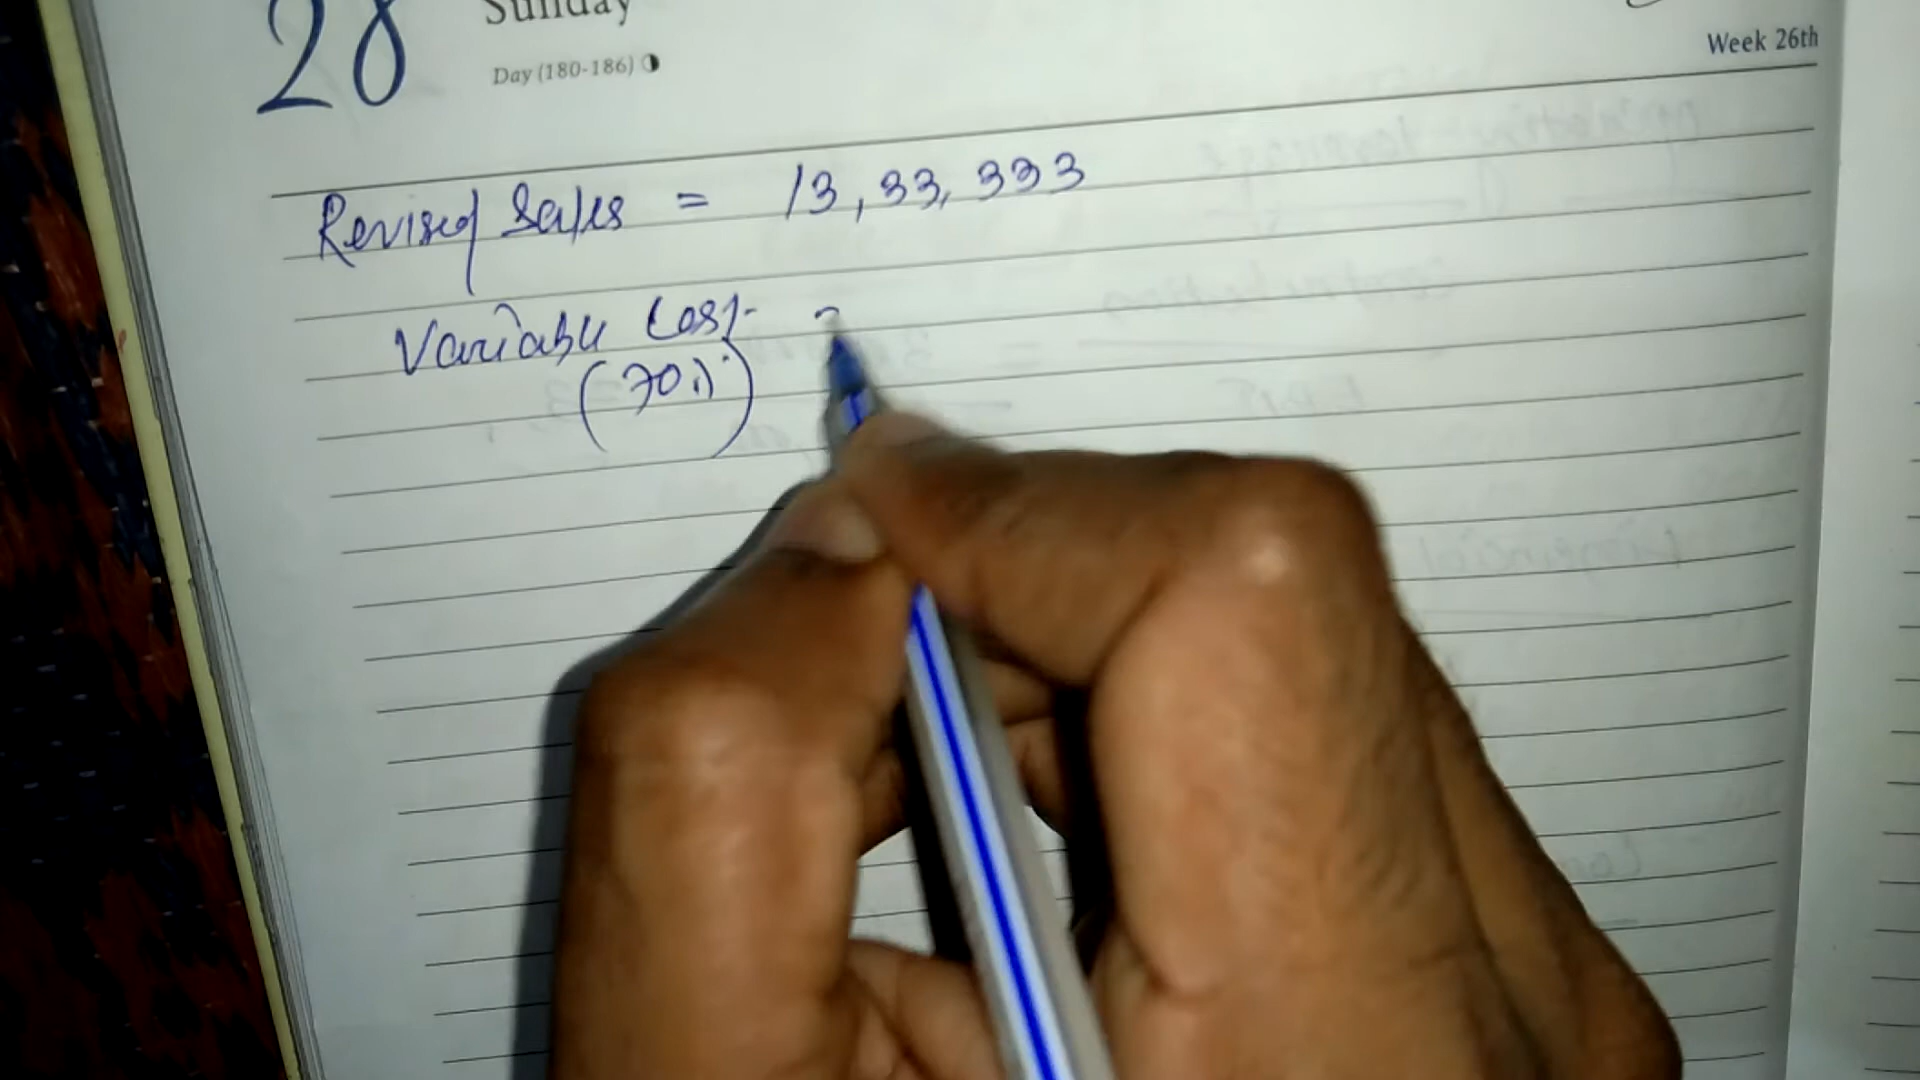 28 Sunday
Day (180-186)
Week 26th
Revised Sales = 13,33,333
Variable Cost =
(70%)